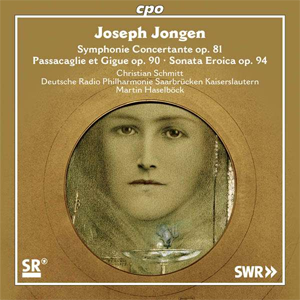 cpo
Joseph Jongen
Symphonie Concertante op. 81
Passacaglie et Gigue op. 90 · Sonata Eroica op. 94
Christian Schmitt
Deutsche Radio Philharmonie Saarbrücken Kaiserslautern
Martin Haselböck
SR
SWR